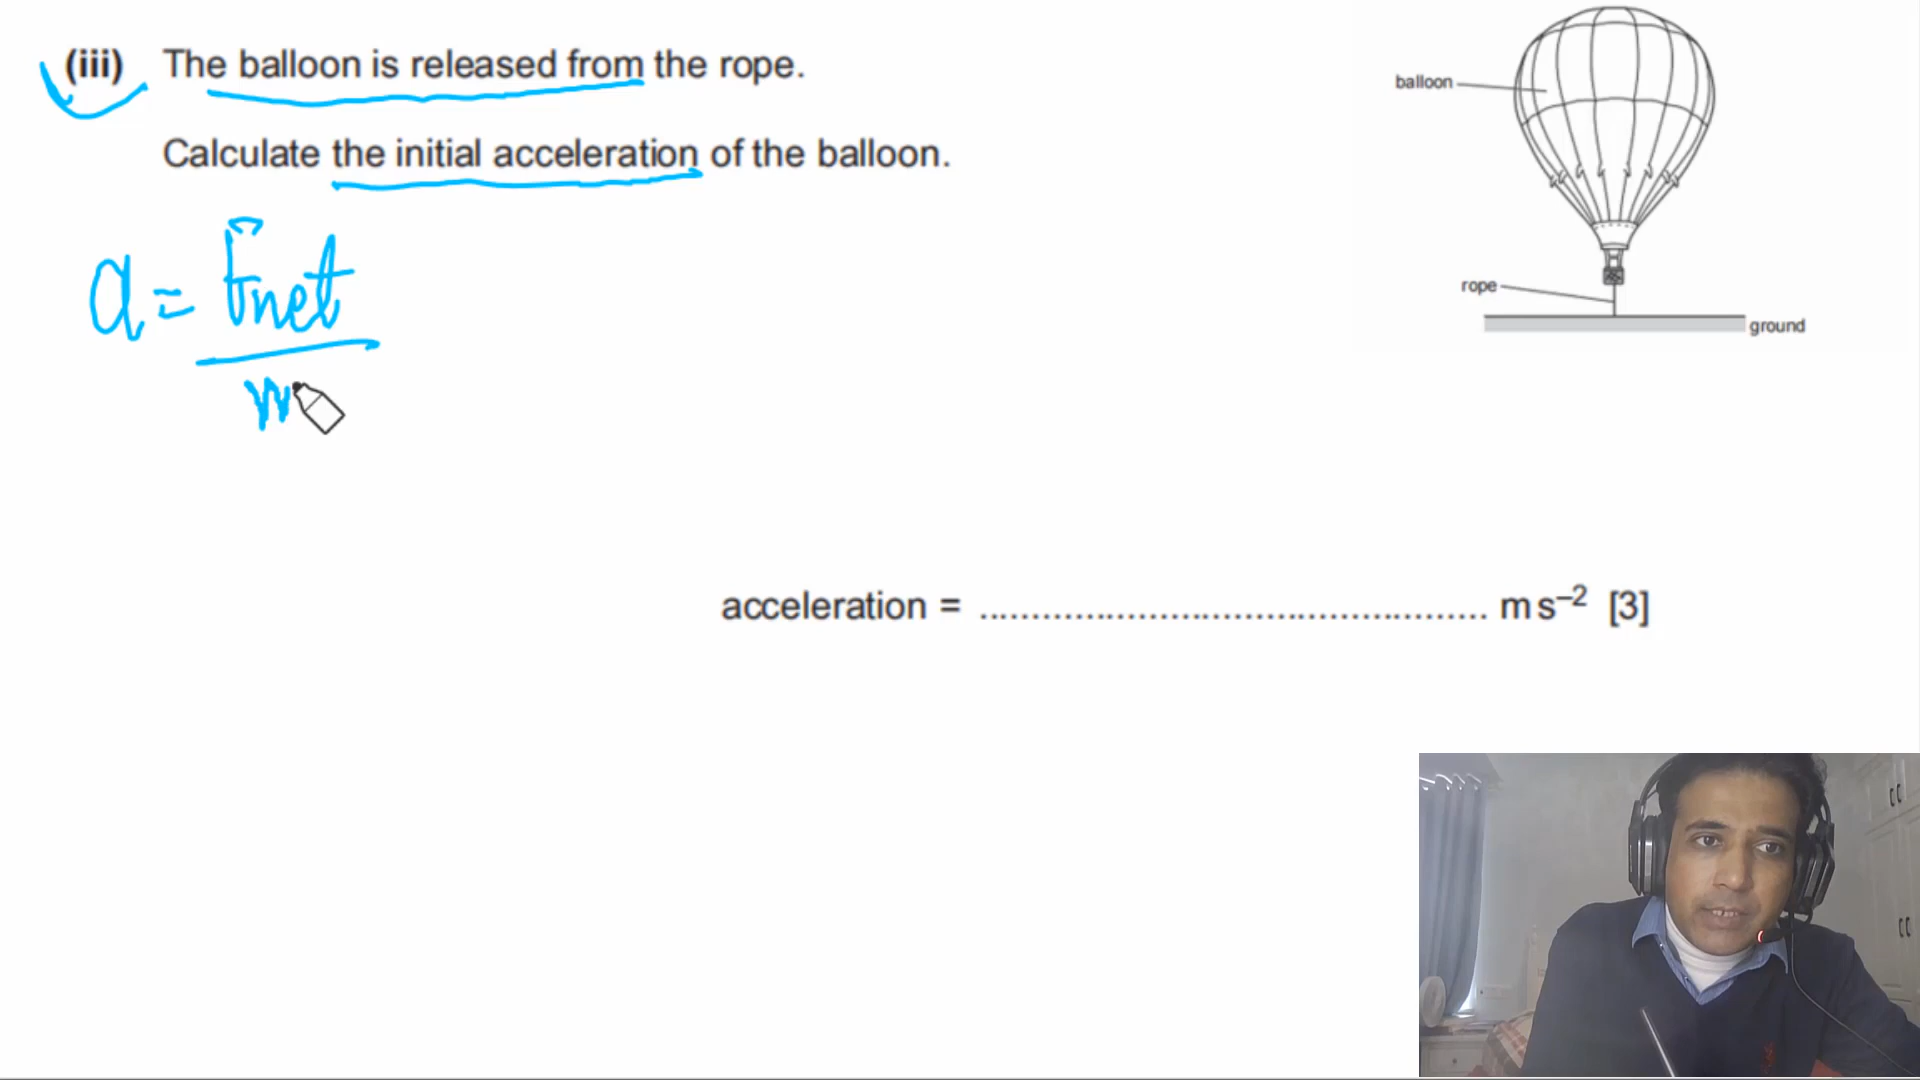 (iii) The balloon is released from the rope.
Calculate the initial acceleration of the balloon.
a = Fnet
m
balloon
rope
ground
acceleration = ................................................. m s⁻² [3]